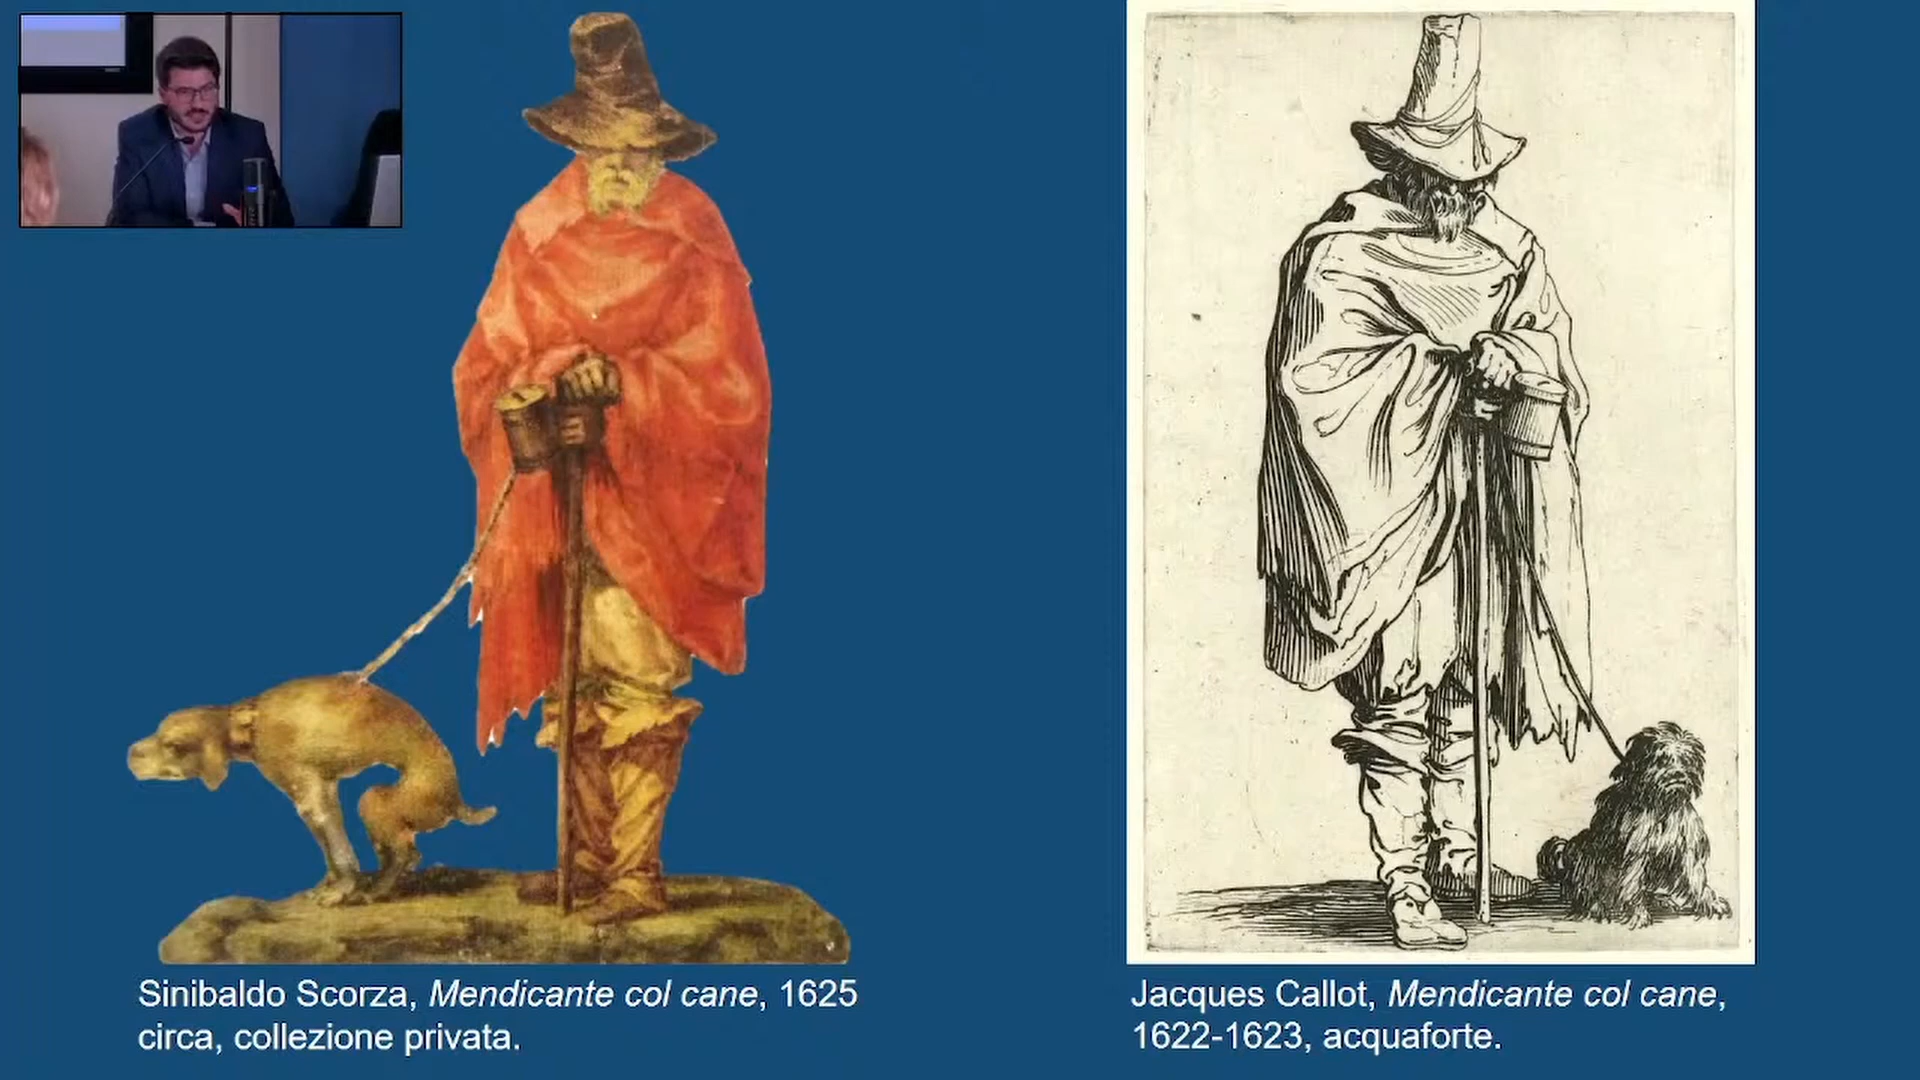 Sinibaldo Scorza, Mendicante col cane, 1625
circa, collezione privata.
Jacques Callot, Mendicante col cane,
1622-1623, acquaforte.